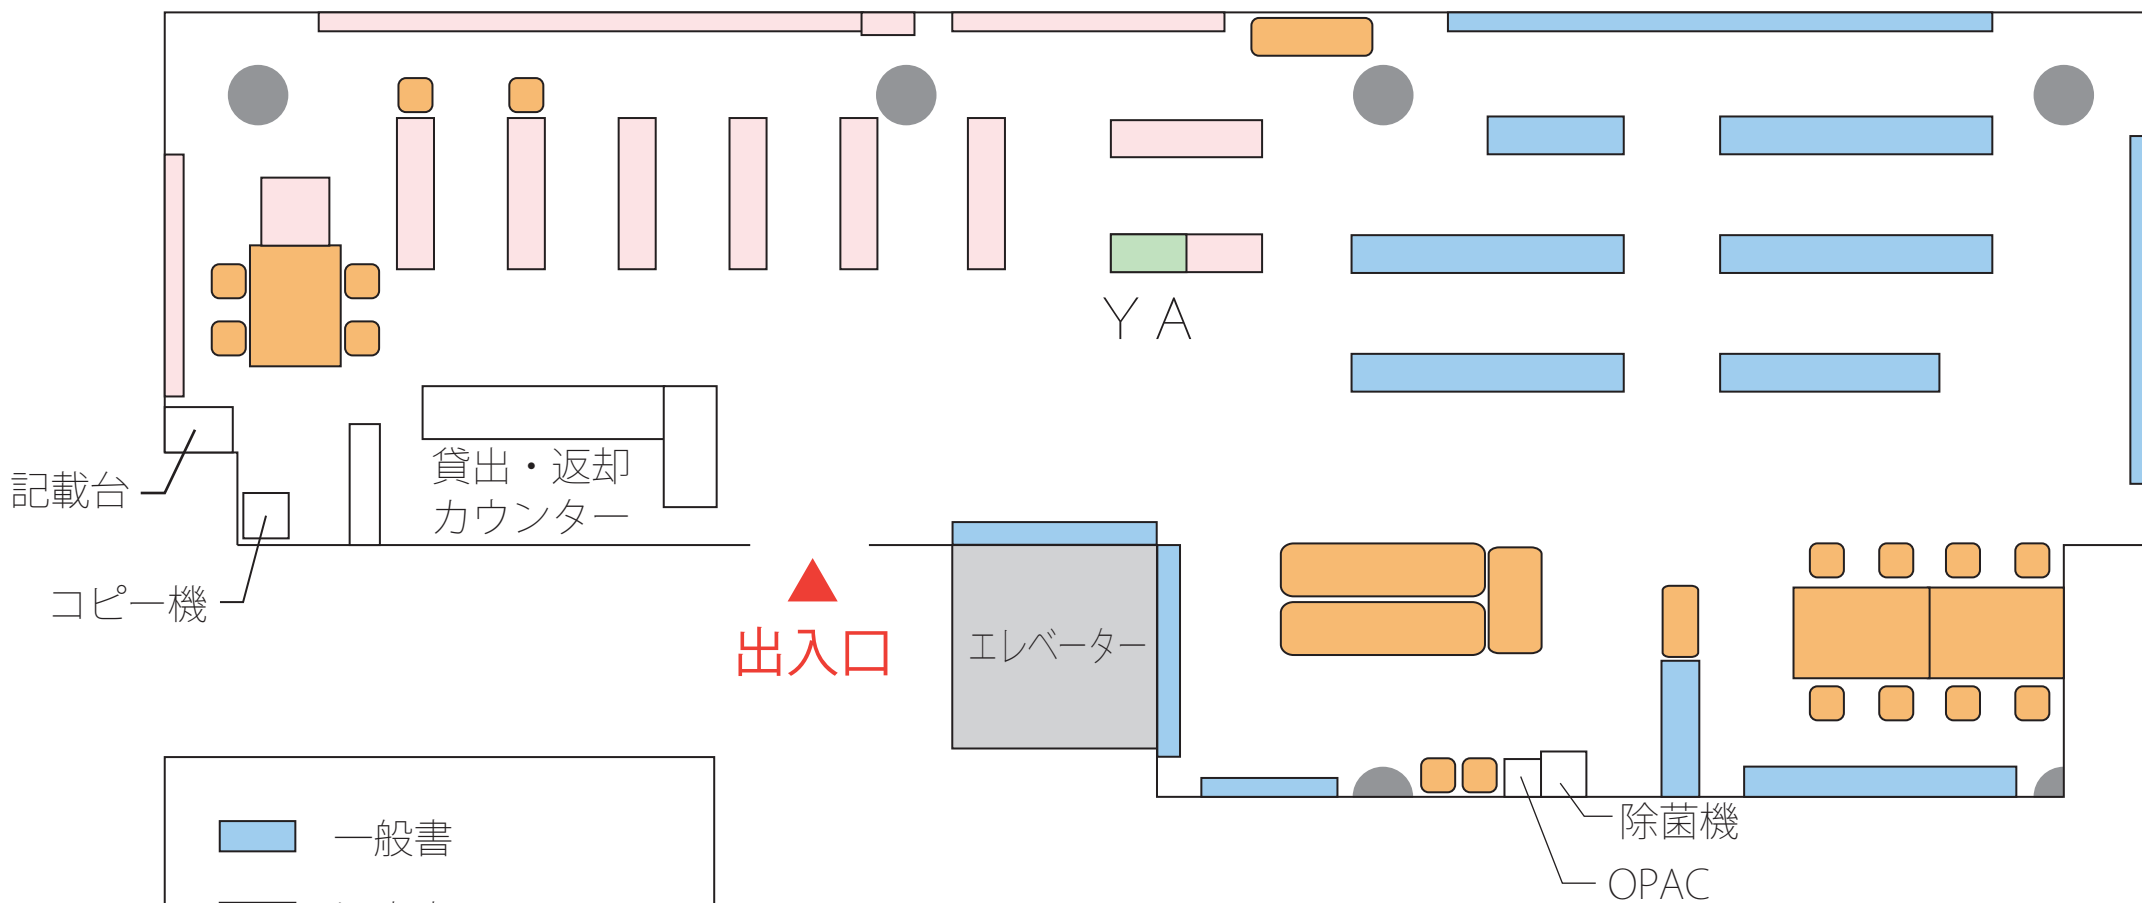 ＹＡ
記載台
貸出・返却
カウンター
コピー機
出入口
エレベーター
一般書
除菌機
OPAC